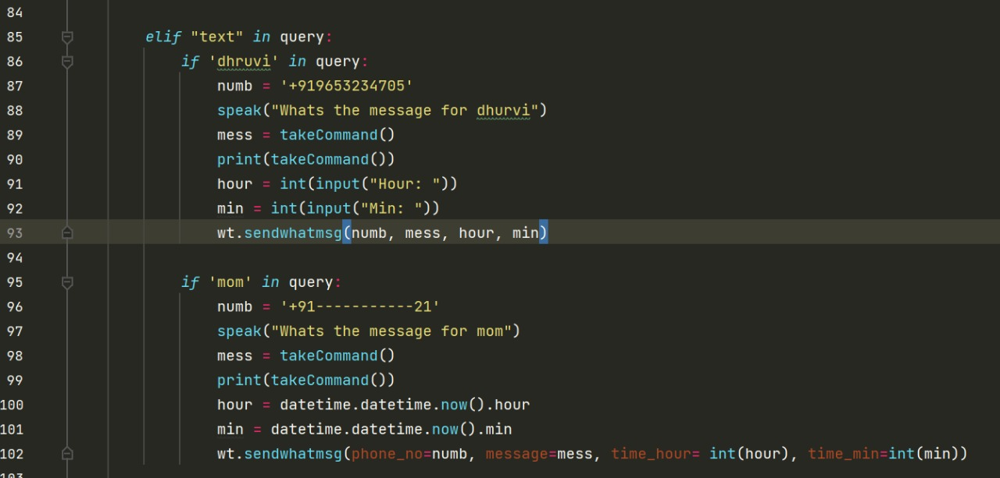 84
85 elif "text" in query:
86 if 'dhruvi' in query:
87 numb = '+919653234705'
88 speak("Whats the message for dhurvi")
89 mess = takeCommand()
90 print(takeCommand())
91 hour = int(input("Hour: "))
92 min = int(input("Min: "))
93 wt.sendwhatmsg(numb, mess, hour, min)
94
95 if 'mom' in query:
96 numb = '+91-----------21'
97 speak("Whats the message for mom")
98 mess = takeCommand()
99 print(takeCommand())
100 hour = datetime.datetime.now().hour
101 min = datetime.datetime.now().min
102 wt.sendwhatmsg(phone_no=numb, message=mess, time_hour= int(hour), time_min=int(min))
103